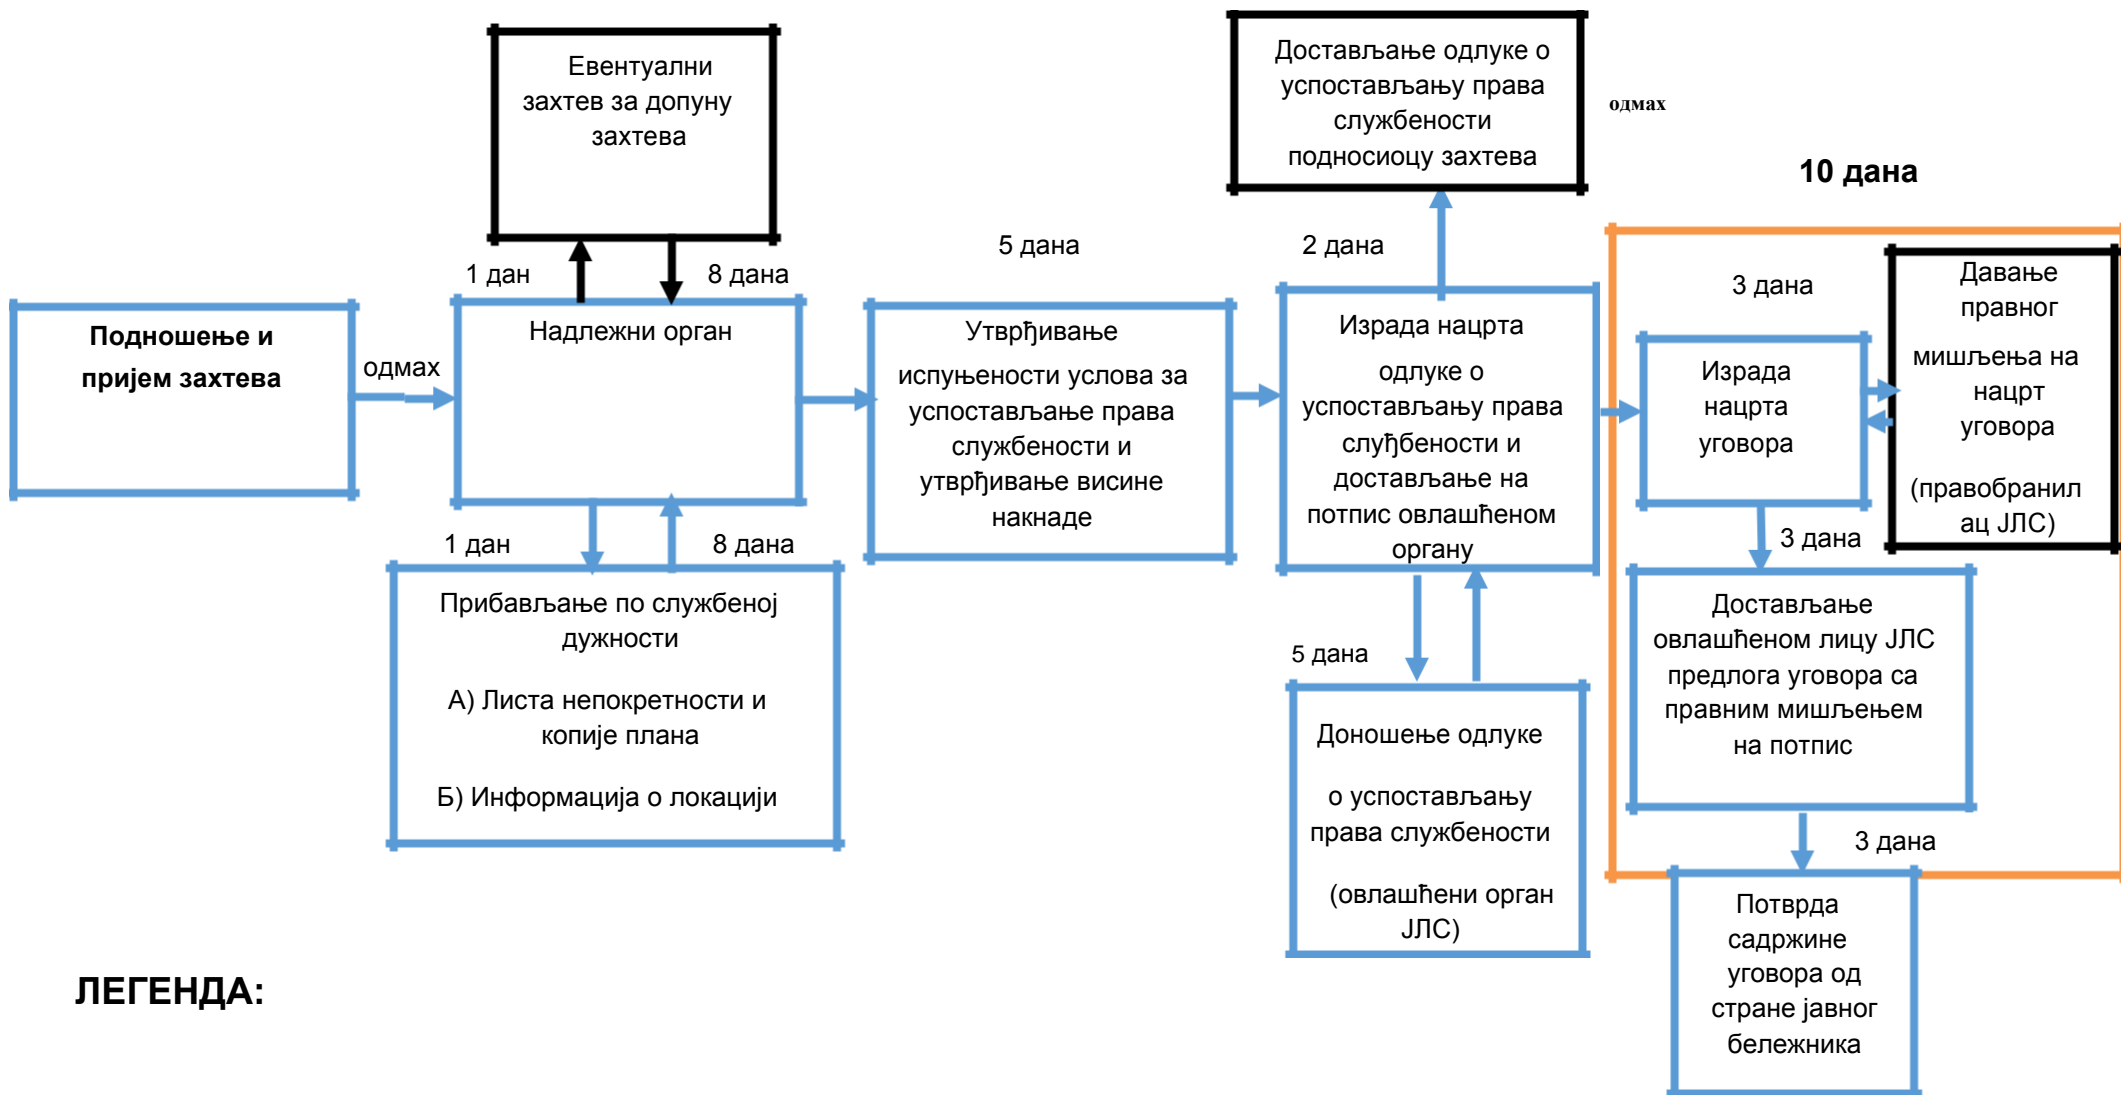 Подношење и
пријем захтева
одмах
Евентуални
захтев за допуну
захтева
1 дан
8 дана
Надлежни орган
1 дан
8 дана
Прибављање по службеној
дужности
А) Листа непокретности и
копије плана
Б) Информација о локацији
5 дана
Утврђивање
испуњености услова за
успостављање права
службености и
утврђивање висине
накнаде
Достављање одлуке о
успостављању права
службености
подносиоцу захтева
одмах
2 дана
Израда нацрта
одлуке о
успостављању права
слуђбености и
достављање на
потпис овлашћеном
органу
5 дана
Доношење одлуке
о успостављању
права службености
(овлашћени орган
ЈЛС)
10 дана
3 дана
Израда
нацрта
уговора
Давање
правног
мишљења на
нацрт
уговора
(правобранил
ац ЈЛС)
3 дана
Достављање
овлашћеном лицу ЈЛС
предлога уговора са
правним мишљењем
на потпис
3 дана
Потврда
садржине
уговора од
стране јавног
бележника
ЛЕГЕНДА: